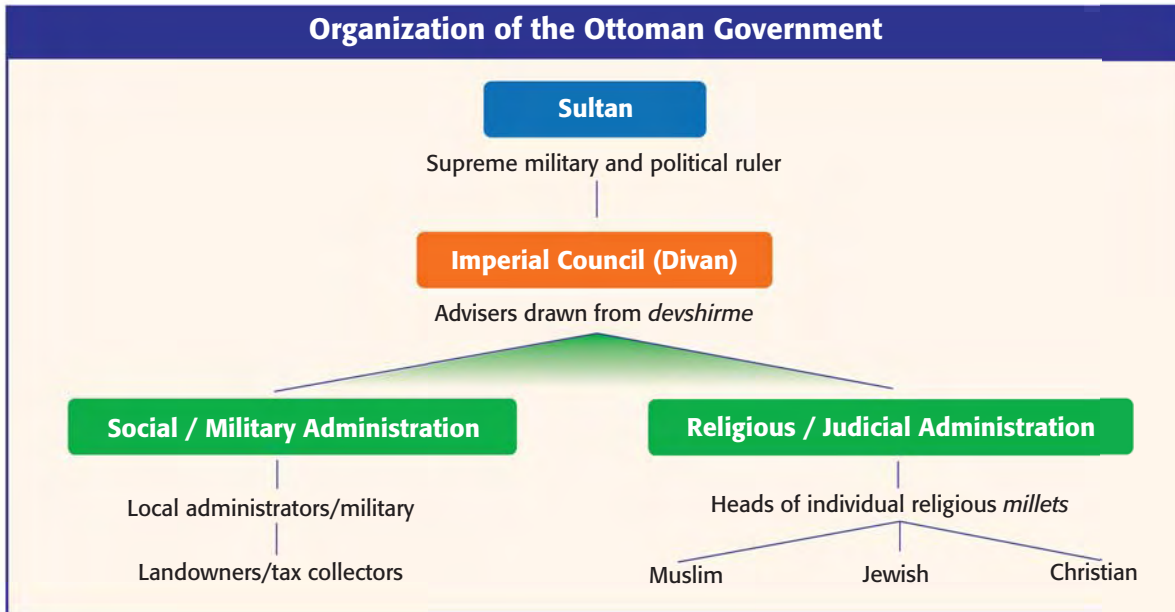 Organization of the Ottoman Government
Sultan
Supreme military and political ruler
Imperial Council (Divan)
Advisers drawn from devshirme
Social / Military Administration
Local administrators/military
Landowners/tax collectors
Religious / Judicial Administration
Heads of individual religious millets
Muslim
Jewish
Christian